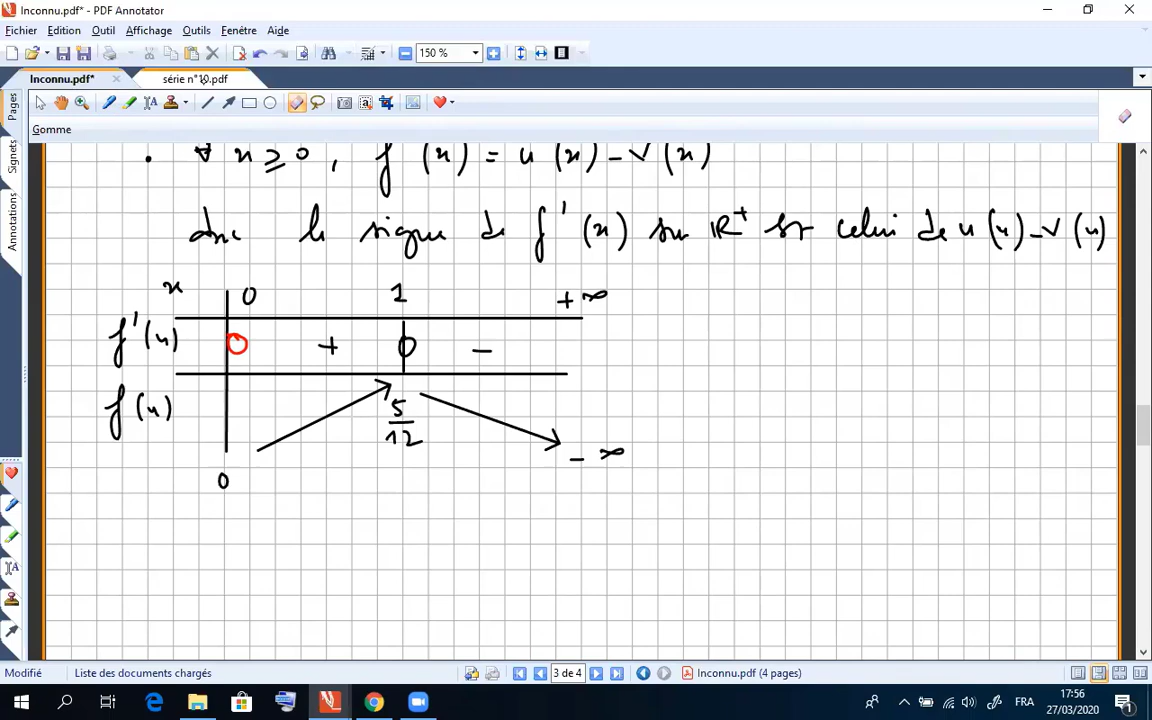 Inconnu.pdf* - PDF Annotator
Fichier Edition Outil Affichage Outils Fenêtre Aide
150 %
Inconnu.pdf* série n°10.pdf
Gomme
Pages
Signets
Annotations
. ∀ x ⩾ 0, f'(x) = u(x) - v(x)
donc le signe de f'(x) sur ℝ⁺ est celui de u(x) - v(x)
x 0 1 +∞
f'(x) 0 + 0 -
f(x) 5/12
- ∞
0
Modifié Liste des documents chargés 3 de 4 Inconnu.pdf (4 pages)
FRA 17:56
27/03/2020 1